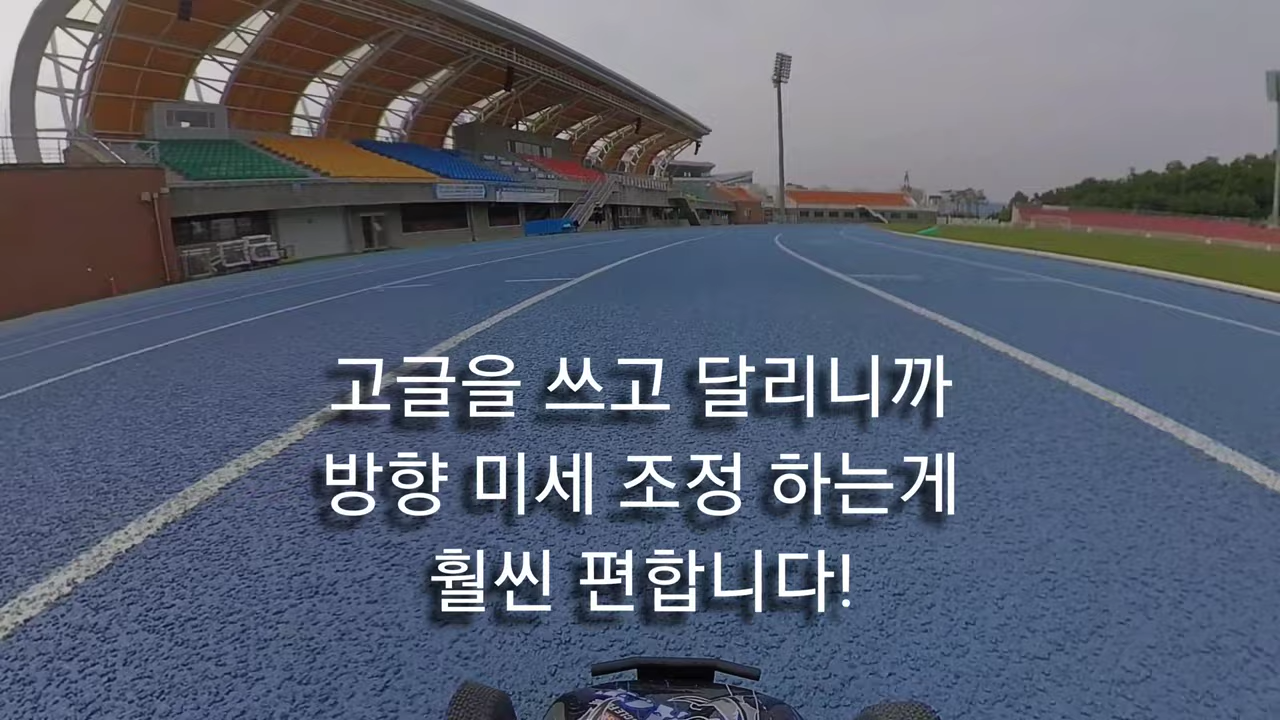 고글을 쓰고 달리니까
방향 미세 조정 하는게
훨씬 편합니다!